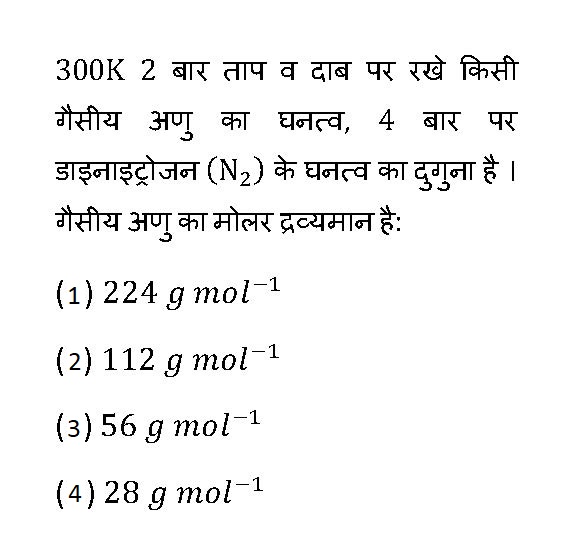 300K 2 बार ताप व दाब पर रखे किसी
गैसीय अणु का घनत्व, 4 बार पर
डाइनाइट्रोजन (N₂) के घनत्व का दुगुना है ।
गैसीय अणु का मोलर द्रव्यमान है:
(1) 224 g mol⁻¹
(2) 112 g mol⁻¹
(3) 56 g mol⁻¹
(4) 28 g mol⁻¹